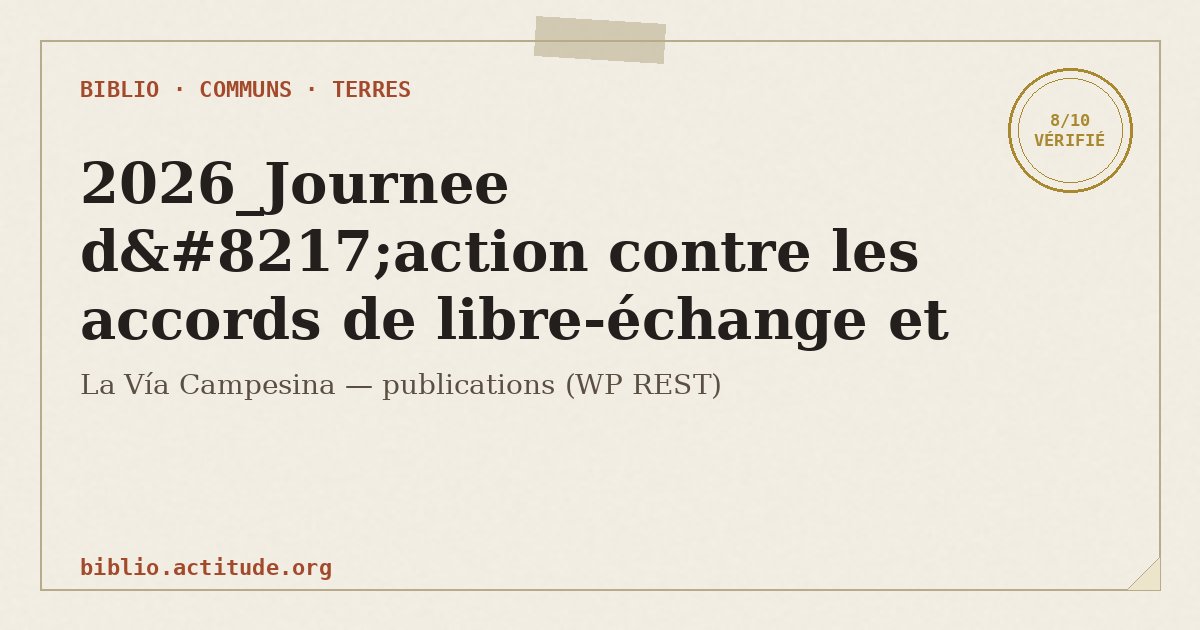 BIBLIO · COMMUNS · TERRES
8/10
VÉRIFIÉ
2026_Journee
d&#8217;action contre les
accords de libre-échange et
La Vía Campesina — publications (WP REST)
biblio.actitude.org